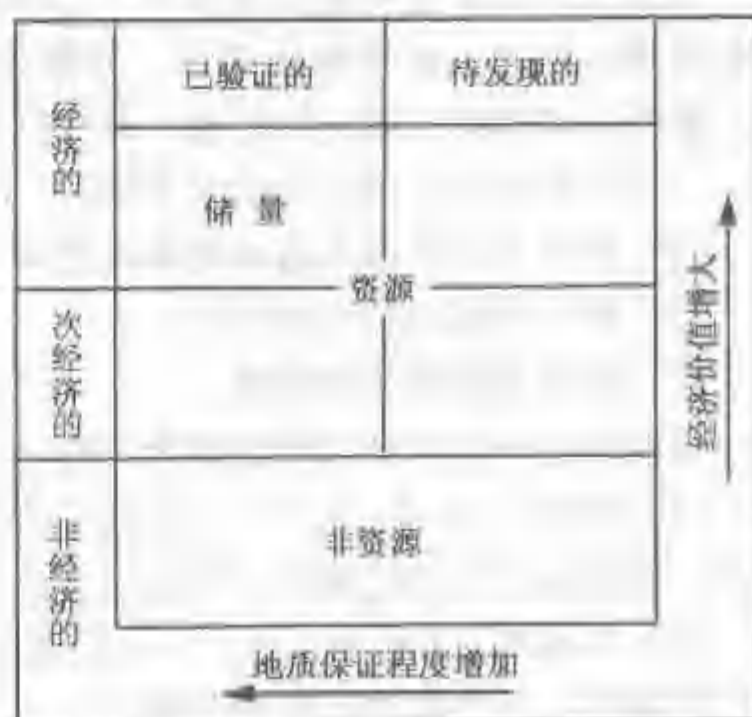 已验证的
待发现的
经济的
储量
资源
次经济的
非经济的
非资源
经济价值增大
地质保证程度增加